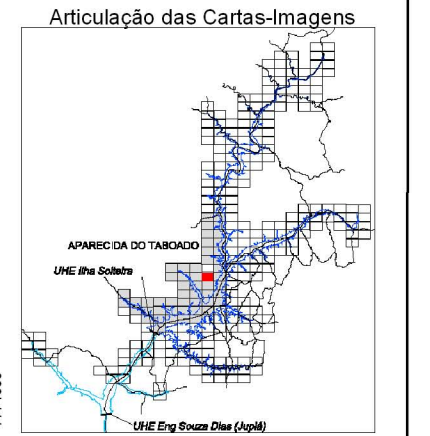 Articulação das Cartas-Imagens
APARECIDA DO TABOADO
UHE Ilha Solteira
UHE Eng Souza Dias (Jupiá)